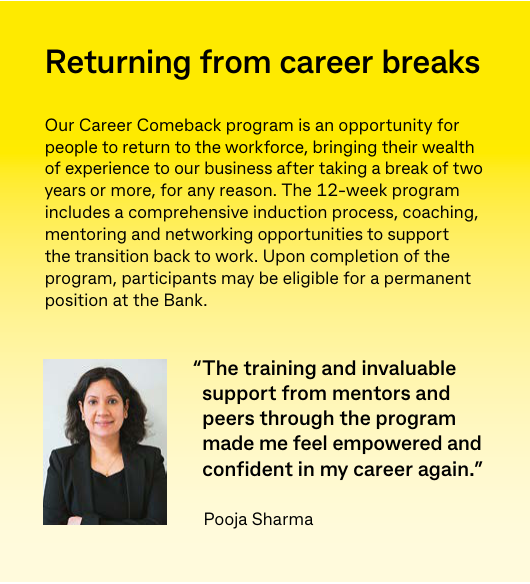 Returning from career breaks
Our Career Comeback program is an opportunity for
people to return to the workforce, bringing their wealth
of experience to our business after taking a break of two
years or more, for any reason. The 12-week program
includes a comprehensive induction process, coaching,
mentoring and networking opportunities to support
the transition back to work. Upon completion of the
program, participants may be eligible for a permanent
position at the Bank.
“The training and invaluable
support from mentors and
peers through the program
made me feel empowered and
confident in my career again.”
Pooja Sharma